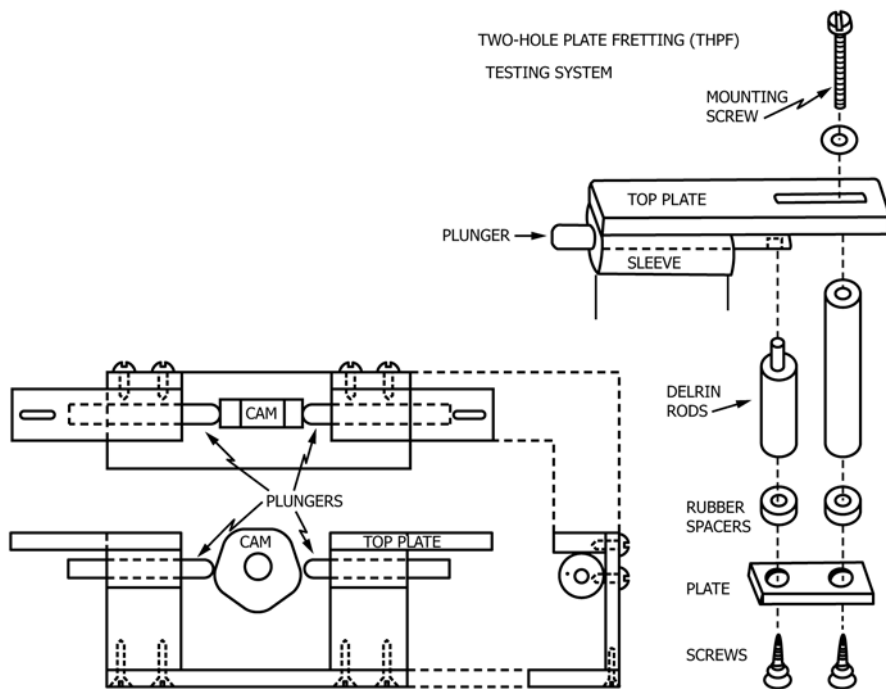 TWO-HOLE PLATE FRETTING (THPF)
TESTING SYSTEM
MOUNTING
SCREW
TOP PLATE
PLUNGER
SLEEVE
DELRIN
RODS
CAM
PLUNGERS
RUBBER
SPACERS
CAM
TOP PLATE
PLATE
SCREWS